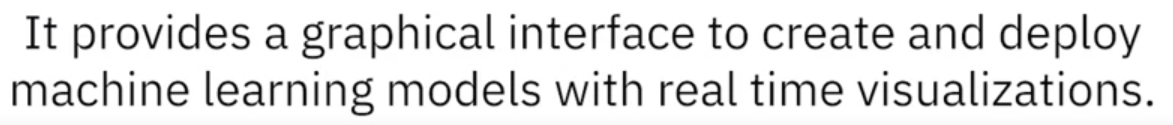 It provides a graphical interface to create and deploy
machine learning models with real time visualizations.